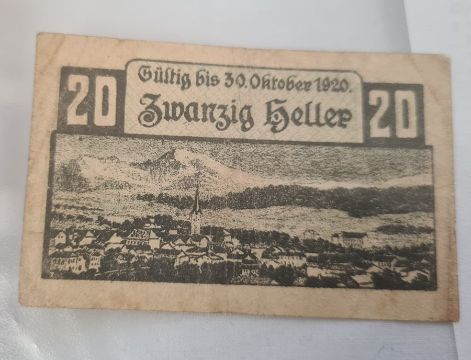 Gültig bis 30. Oktober 1920.
20 Zwanzig Heller 20